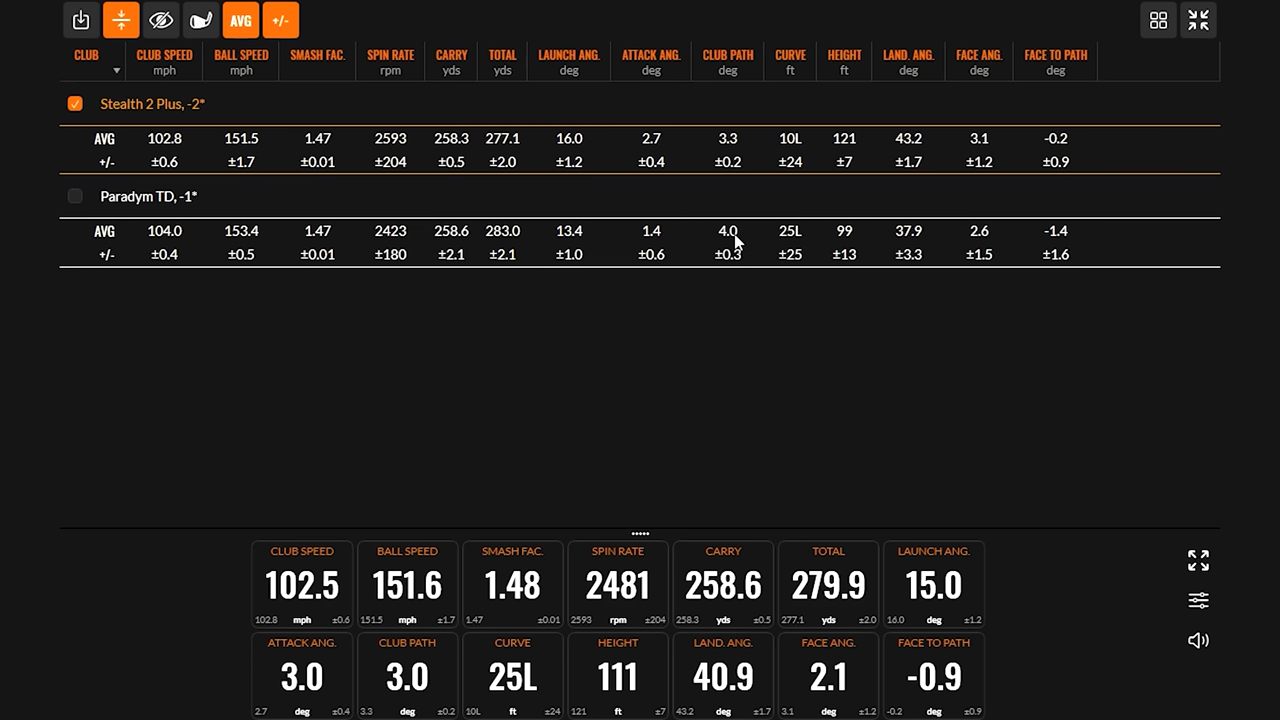 AVG +/-
CLUB CLUB SPEED BALL SPEED SMASH FAC. SPIN RATE CARRY TOTAL LAUNCH ANG. ATTACK ANG. CLUB PATH CURVE HEIGHT LAND. ANG. FACE ANG. FACE TO PATH
mph mph rpm yds yds deg deg deg ft ft deg deg deg
Stealth 2 Plus, -2*
AVG 102.8 151.5 1.47 2593 258.3 277.1 16.0 2.7 3.3 10L 121 43.2 3.1 -0.2
+/- ±0.6 ±1.7 ±0.01 ±204 ±0.5 ±2.0 ±1.2 ±0.4 ±0.2 ±24 ±7 ±1.7 ±1.2 ±0.9
Paradym TD, -1*
AVG 104.0 153.4 1.47 2423 258.6 283.0 13.4 1.4 4.0 25L 99 37.9 2.6 -1.4
+/- ±0.4 ±0.5 ±0.01 ±180 ±2.1 ±2.1 ±1.0 ±0.6 ±0.3 ±25 ±13 ±3.3 ±1.5 ±1.6
CLUB SPEED BALL SPEED SMASH FAC. SPIN RATE CARRY TOTAL LAUNCH ANG.
102.5 151.6 1.48 2481 258.6 279.9 15.0
102.8 mph ±0.6 151.5 mph ±1.7 1.47 ±0.01 2593 rpm ±204 258.3 yds ±0.5 277.1 yds ±2.0 16.0 deg ±1.2
ATTACK ANG. CLUB PATH CURVE HEIGHT LAND. ANG. FACE ANG. FACE TO PATH
3.0 3.0 25L 111 40.9 2.1 -0.9
2.7 deg ±0.4 3.3 deg ±0.2 10L ft ±24 121 ft ±7 43.2 deg ±1.7 3.1 deg ±1.2 -0.2 deg ±0.9